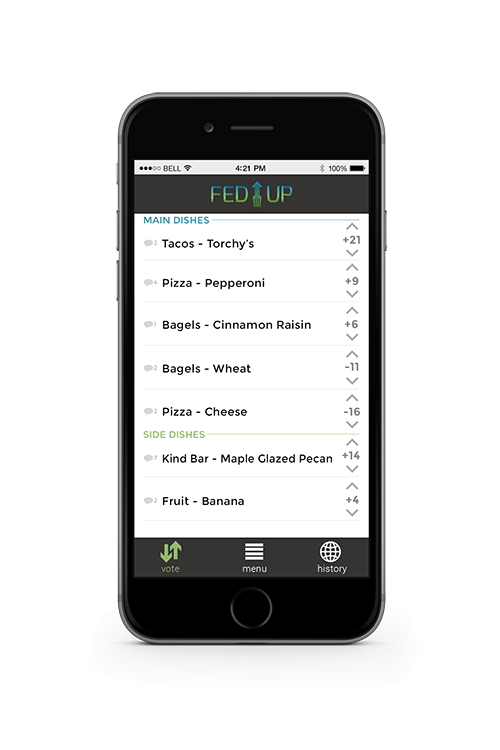 BELL 4:21 PM 100%
FED UP
MAIN DISHES
2 Tacos - Torchy's +21
4 Pizza - Pepperoni +9
1 Bagels - Cinnamon Raisin +6
2 Bagels - Wheat -11
2 Pizza - Cheese -16
SIDE DISHES
7 Kind Bar - Maple Glazed Pecan +14
2 Fruit - Banana +4
vote menu history